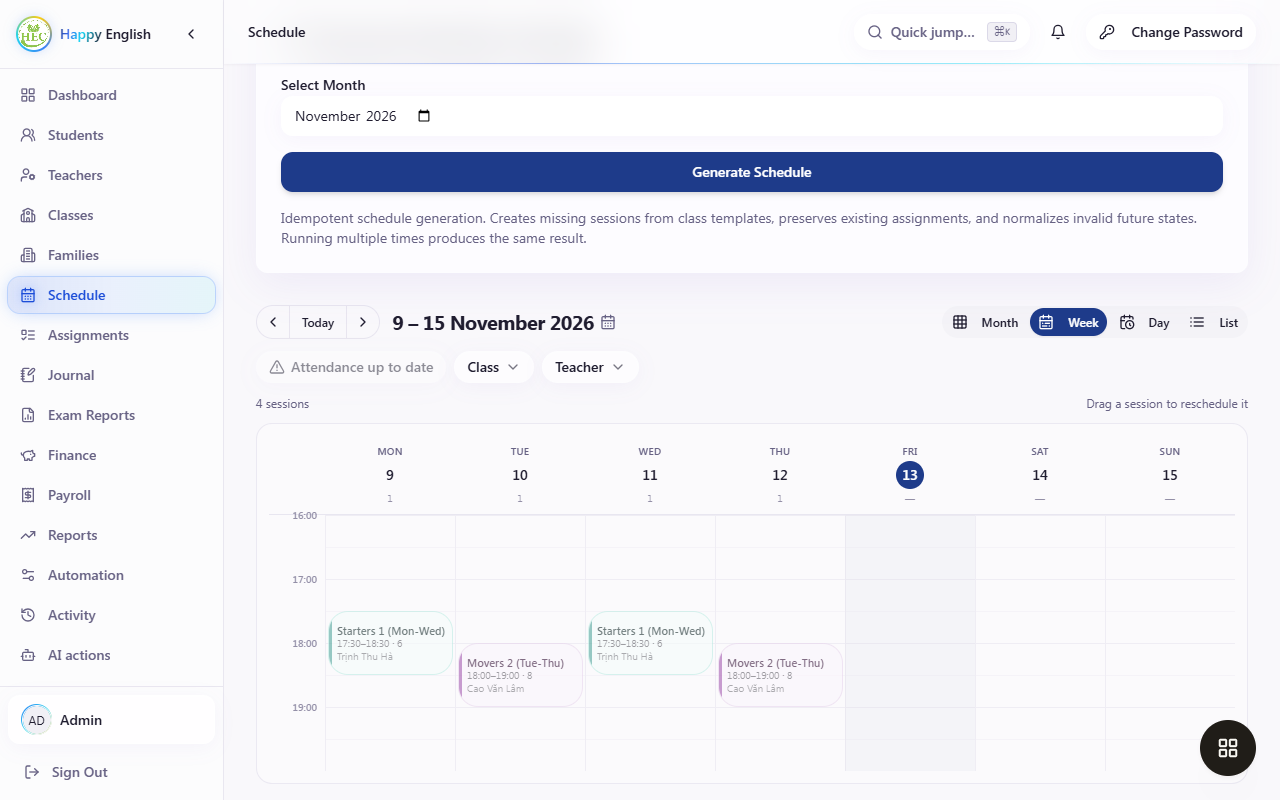 HEC
Happy English
Schedule
Quick jump...
⌘K
Change Password
Dashboard
Students
Teachers
Classes
Families
Schedule
Assignments
Journal
Exam Reports
Finance
Payroll
Reports
Automation
Activity
AI actions
AD
Admin
Sign Out
Select Month
November 2026
Generate Schedule
Idempotent schedule generation. Creates missing sessions from class templates, preserves existing assignments, and normalizes invalid future states.
Running multiple times produces the same result.
Today
9 – 15 November 2026
Month
Week
Day
List
Attendance up to date
Class
Teacher
4 sessions
Drag a session to reschedule it
MON
TUE
WED
THU
FRI
SAT
SUN
9
10
11
12
13
14
15
1
1
1
1
—
—
—
16:00
17:00
18:00
19:00
Starters 1 (Mon-Wed)
17:30–18:30 · 6
Trịnh Thu Hà
Movers 2 (Tue-Thu)
18:00–19:00 · 8
Cao Văn Lâm
Starters 1 (Mon-Wed)
17:30–18:30 · 6
Trịnh Thu Hà
Movers 2 (Tue-Thu)
18:00–19:00 · 8
Cao Văn Lâm